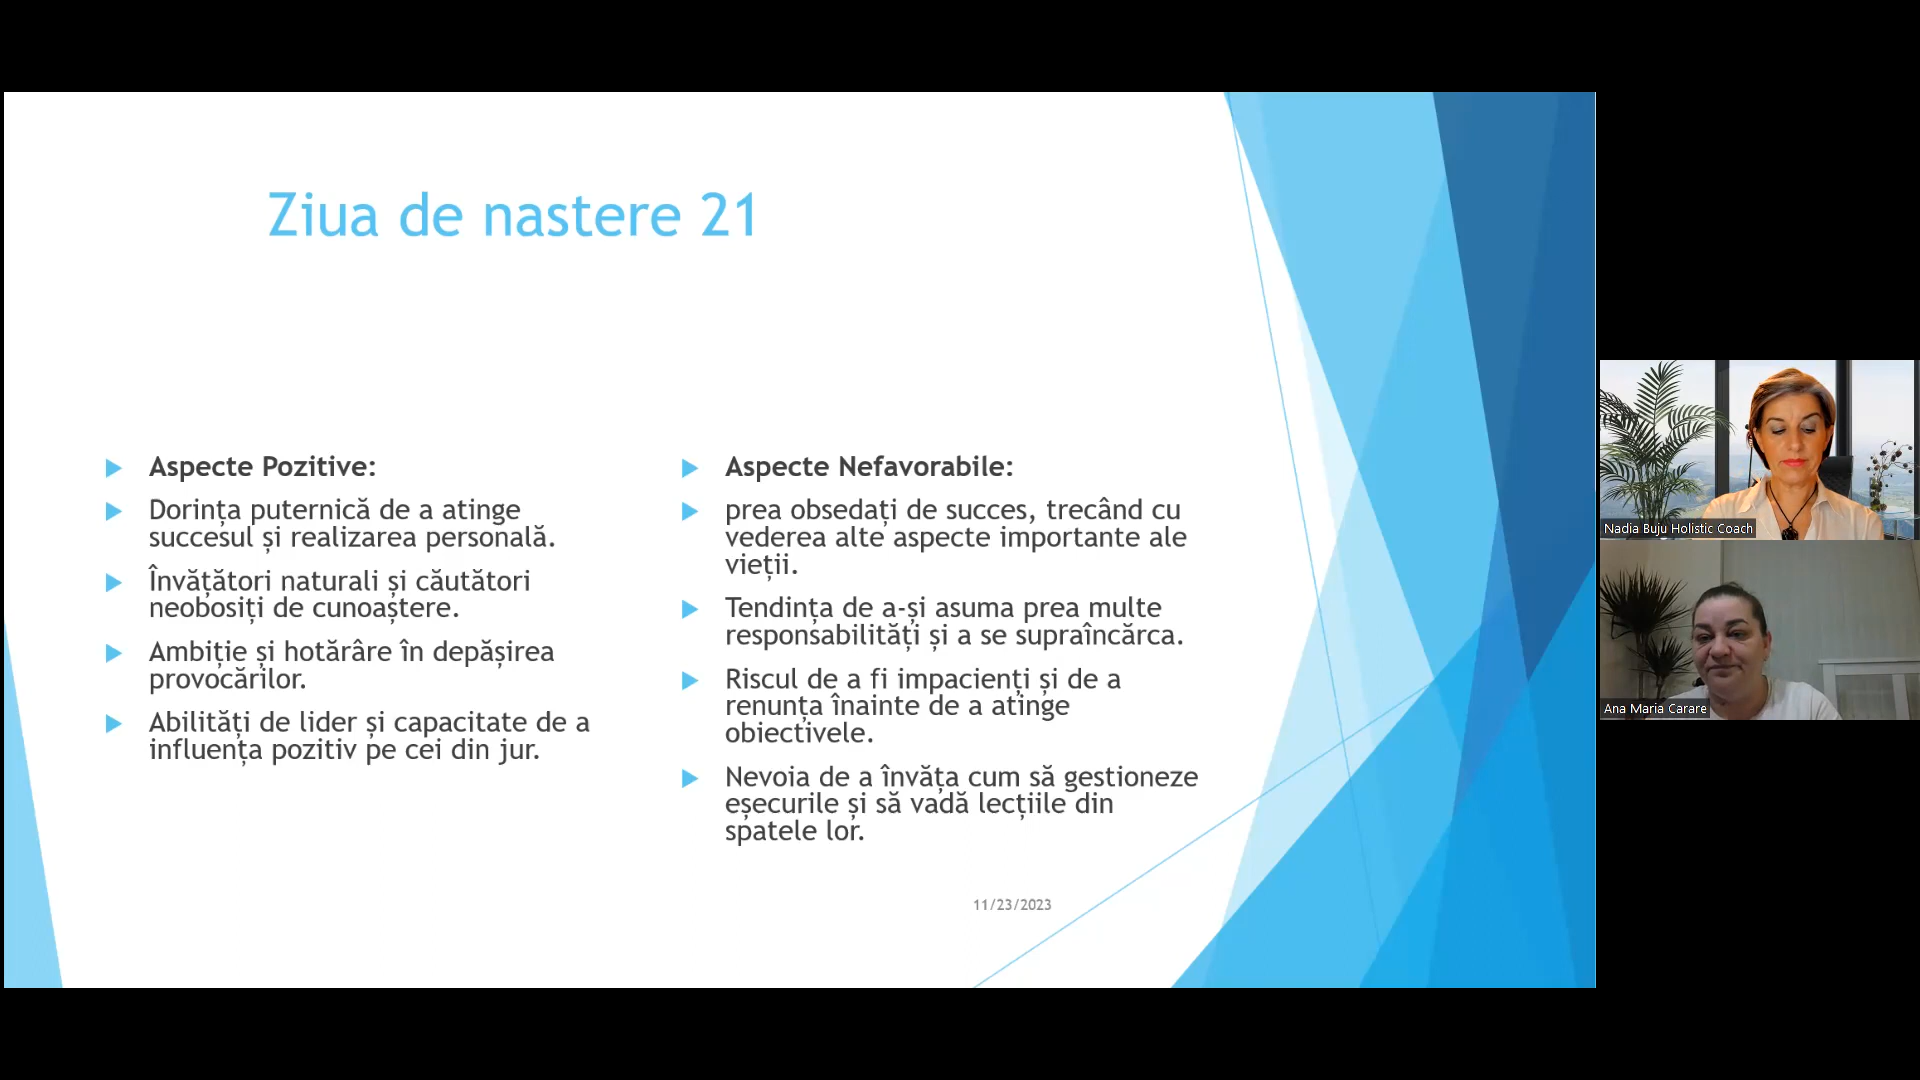 Ziua de nastere 21
Aspecte Pozitive:
Dorința puternică de a atinge
succesul și realizarea personală.
Învățători naturali și căutători
neobosiți de cunoaștere.
Ambiție și hotărâre în depășirea
provocărilor.
Abilități de lider și capacitate de a
influența pozitiv pe cei din jur.
Aspecte Nefavorabile:
prea obsedați de succes, trecând cu
vederea alte aspecte importante ale
vieții.
Tendința de a-și asuma prea multe
responsabilități și a se supraîncărca.
Riscul de a fi impacienți și de a
renunța înainte de a atinge
obiectivele.
Nevoia de a învăța cum să gestioneze
eșecurile și să vadă lecțiile din
spatele lor.
11/23/2023
Nadia Buju Holistic Coach
Ana Maria Carare